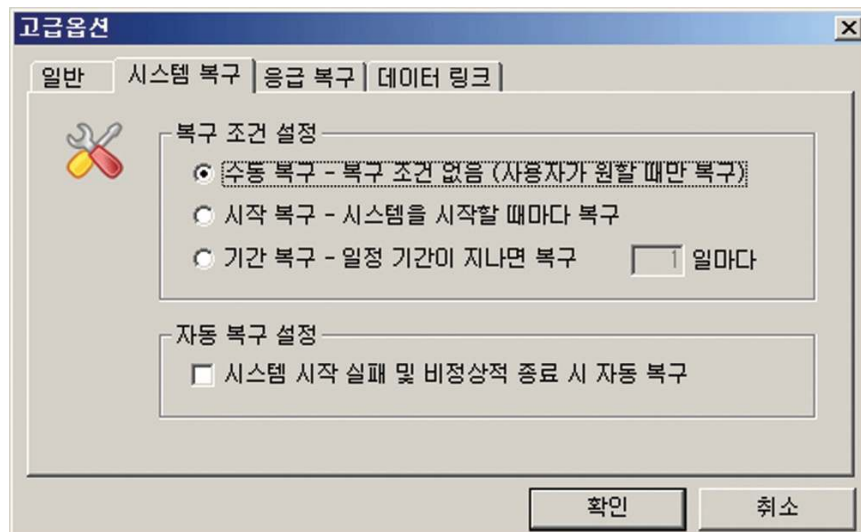 고급옵션
일반 시스템 복구 응급 복구 데이터 링크
복구 조건 설정
수동 복구 - 복구 조건 없음 (사용자가 원할 때만 복구)
시작 복구 - 시스템을 시작할 때마다 복구
기간 복구 - 일정 기간이 지나면 복구 1 일마다
자동 복구 설정
시스템 시작 실패 및 비정상적 종료 시 자동 복구
확인 취소